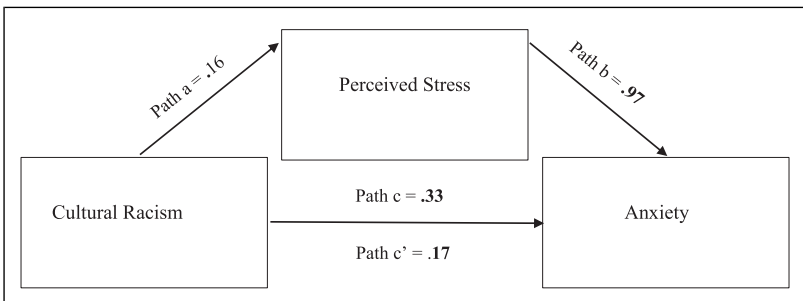 Path a = .16
Perceived Stress
Path b = .97
Cultural Racism
Path c = .33
Anxiety
Path c’ = .17